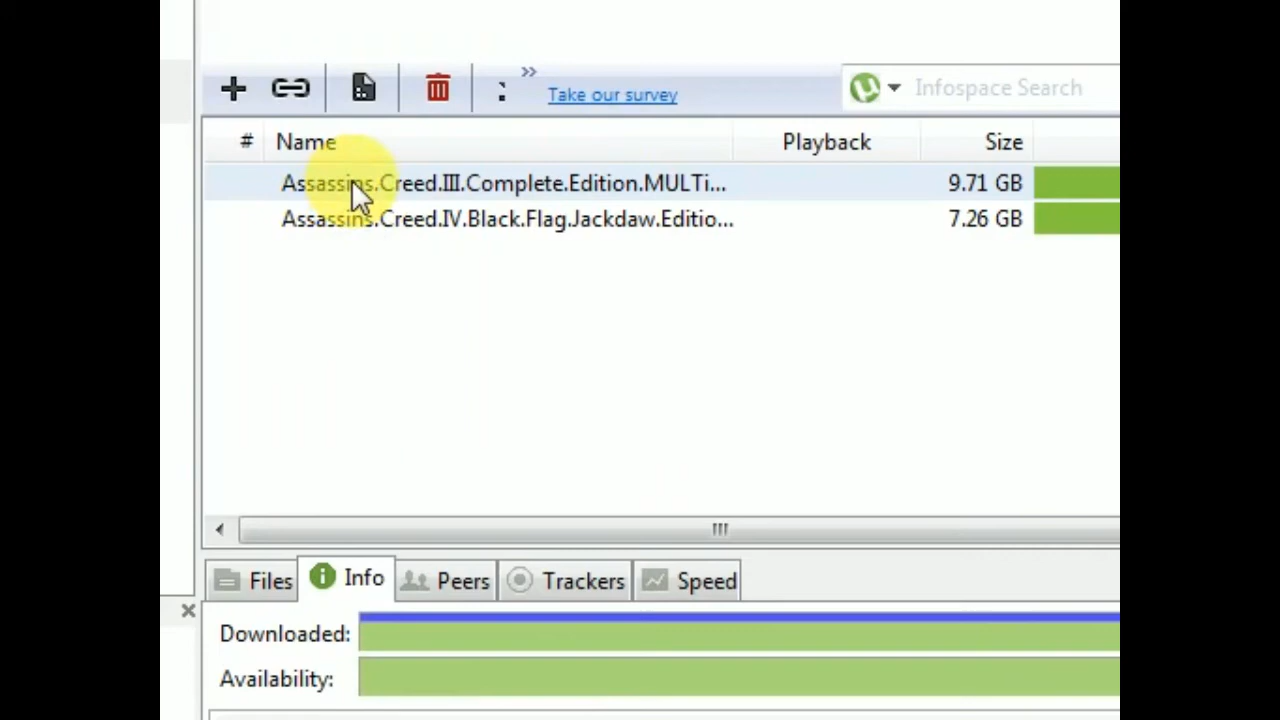 Take our survey
Infospace Search
# Name Playback Size
Assassins.Creed.III.Complete.Edition.MULTi... 9.71 GB
Assassins.Creed.IV.Black.Flag.Jackdaw.Editio... 7.26 GB
Files Info Peers Trackers Speed
Downloaded:
Availability: